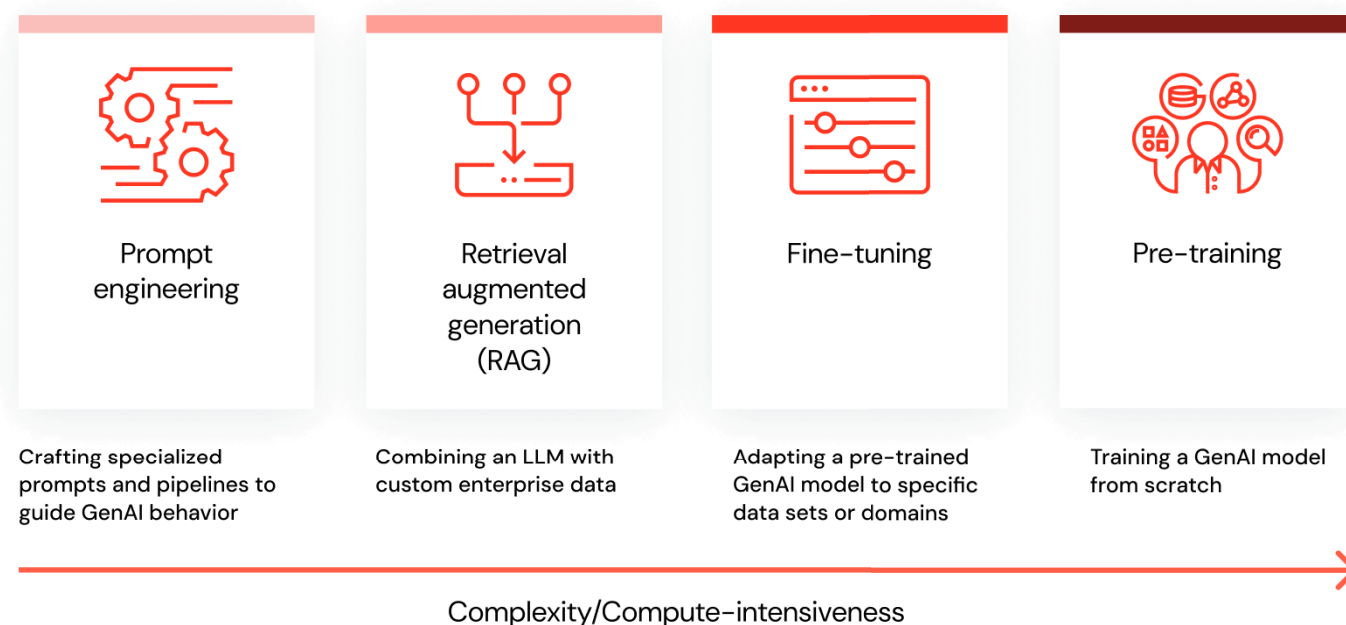 Prompt
engineering
Retrieval
augmented
generation
(RAG)
Fine-tuning
Pre-training
Crafting specialized
prompts and pipelines to
guide GenAI behavior
Combining an LLM with
custom enterprise data
Adapting a pre-trained
GenAI model to specific
data sets or domains
Training a GenAI model
from scratch
Complexity/Compute-intensiveness